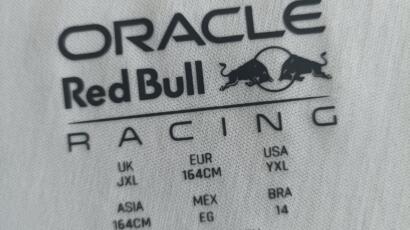 ORACLE
Red Bull
RACING
UK EUR USA
JXL 164CM YXL
ASIA MEX BRA
164CM EG 14